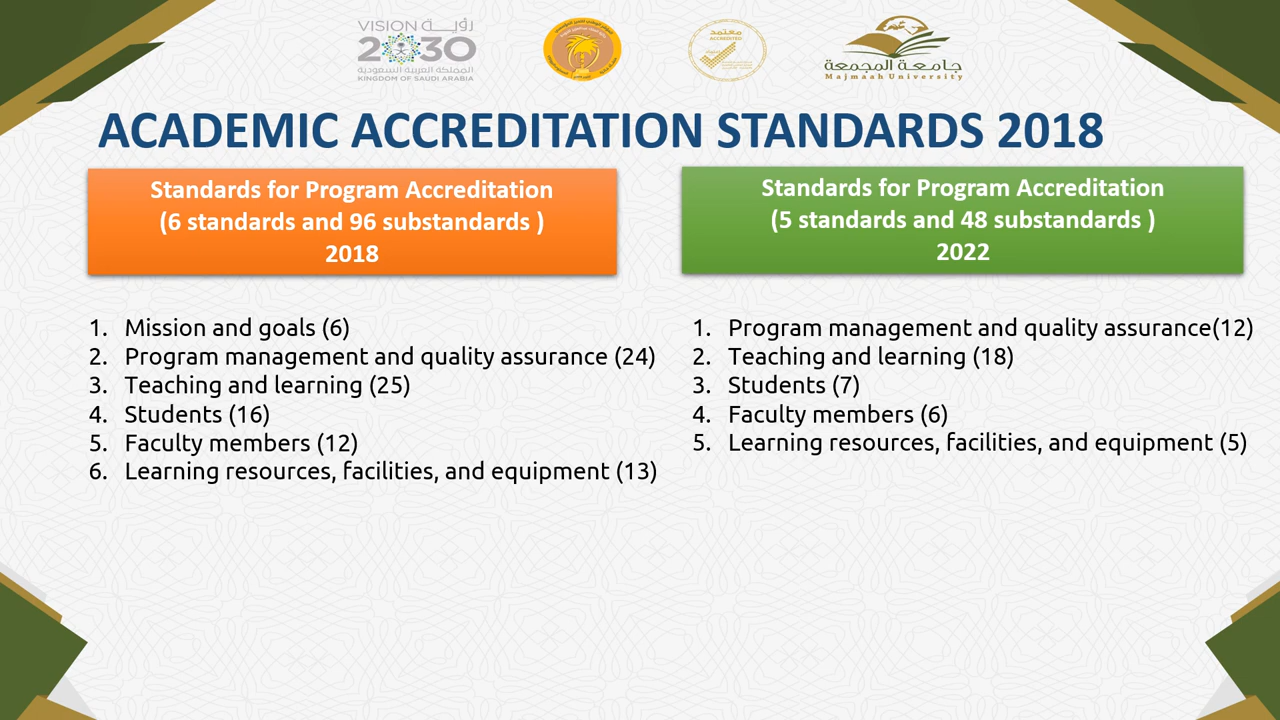 VISION رؤيـة
2030
المملكة العربية السعودية
KINGDOM OF SAUDI ARABIA
معتمد
ACCREDITED
جامعة المجمعة
Majmaah University
ACADEMIC ACCREDITATION STANDARDS 2018
Standards for Program Accreditation
(6 standards and 96 substandards )
2018
1. Mission and goals (6)
2. Program management and quality assurance (24)
3. Teaching and learning (25)
4. Students (16)
5. Faculty members (12)
6. Learning resources, facilities, and equipment (13)
Standards for Program Accreditation
(5 standards and 48 substandards )
2022
1. Program management and quality assurance(12)
2. Teaching and learning (18)
3. Students (7)
4. Faculty members (6)
5. Learning resources, facilities, and equipment (5)